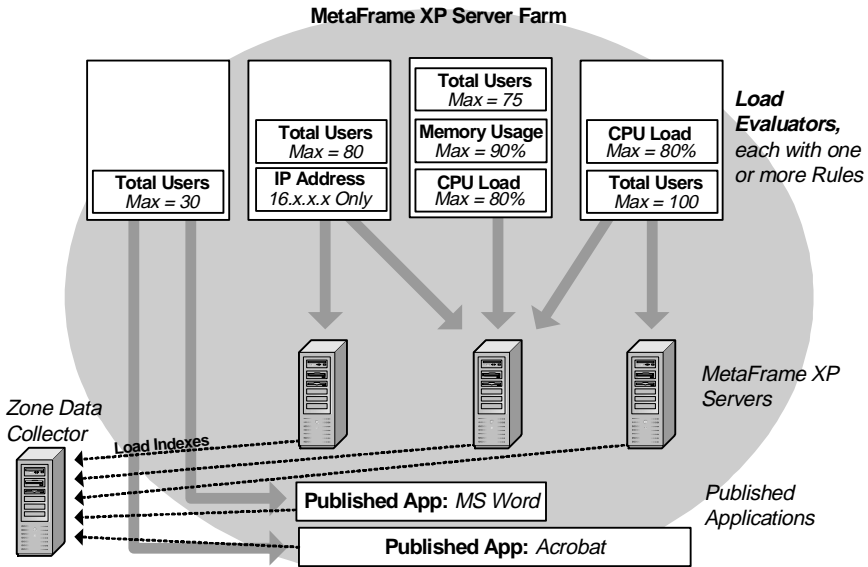 MetaFrame XP Server Farm
Total Users
Max = 30
Total Users
Max = 80
IP Address
16.x.x.x Only
Total Users
Max = 75
Memory Usage
Max = 90%
CPU Load
Max = 80%
CPU Load
Max = 80%
Total Users
Max = 100
Load
Evaluators,
each with one
or more Rules
MetaFrame XP
Servers
Zone Data
Collector
Load Indexes
Published App: MS Word
Published App: Acrobat
Published
Applications